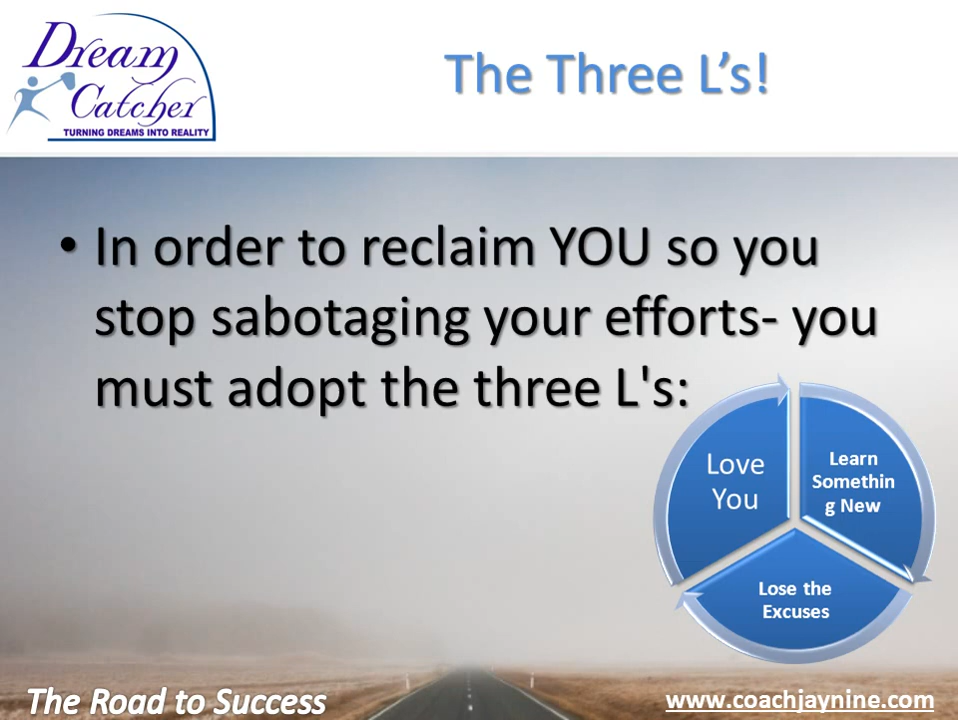 Dream
Catcher
TURNING DREAMS INTO REALITY
The Three L’s!
• In order to reclaim YOU so you
stop sabotaging your efforts- you
must adopt the three L's:
Love
You
Learn
Somethin
g New
Lose the
Excuses
The Road to Success
www.coachjaynine.com